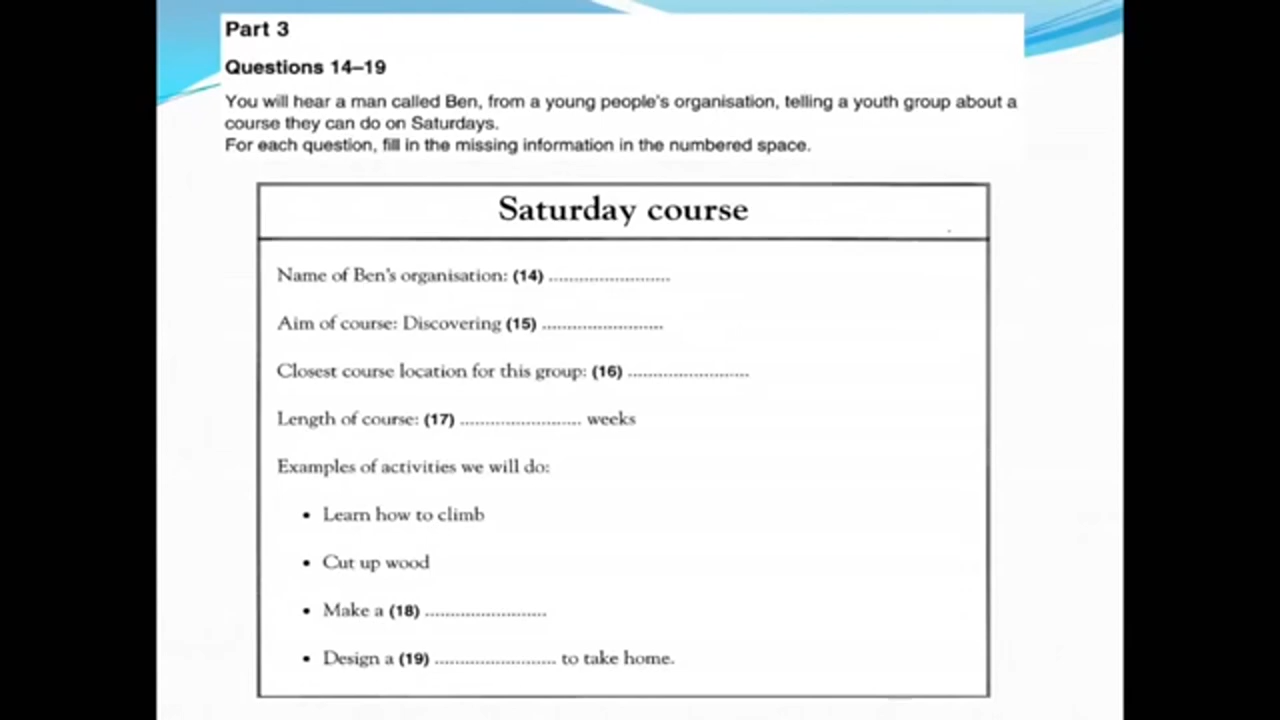 Part 3
Questions 14–19
You will hear a man called Ben, from a young people's organisation, telling a youth group about a
course they can do on Saturdays.
For each question, fill in the missing information in the numbered space.
Saturday course
Name of Ben's organisation: (14) ........................
Aim of course: Discovering (15) ........................
Closest course location for this group: (16) ........................
Length of course: (17) ........................ weeks
Examples of activities we will do:
• Learn how to climb
• Cut up wood
• Make a (18) ........................
• Design a (19) ........................ to take home.